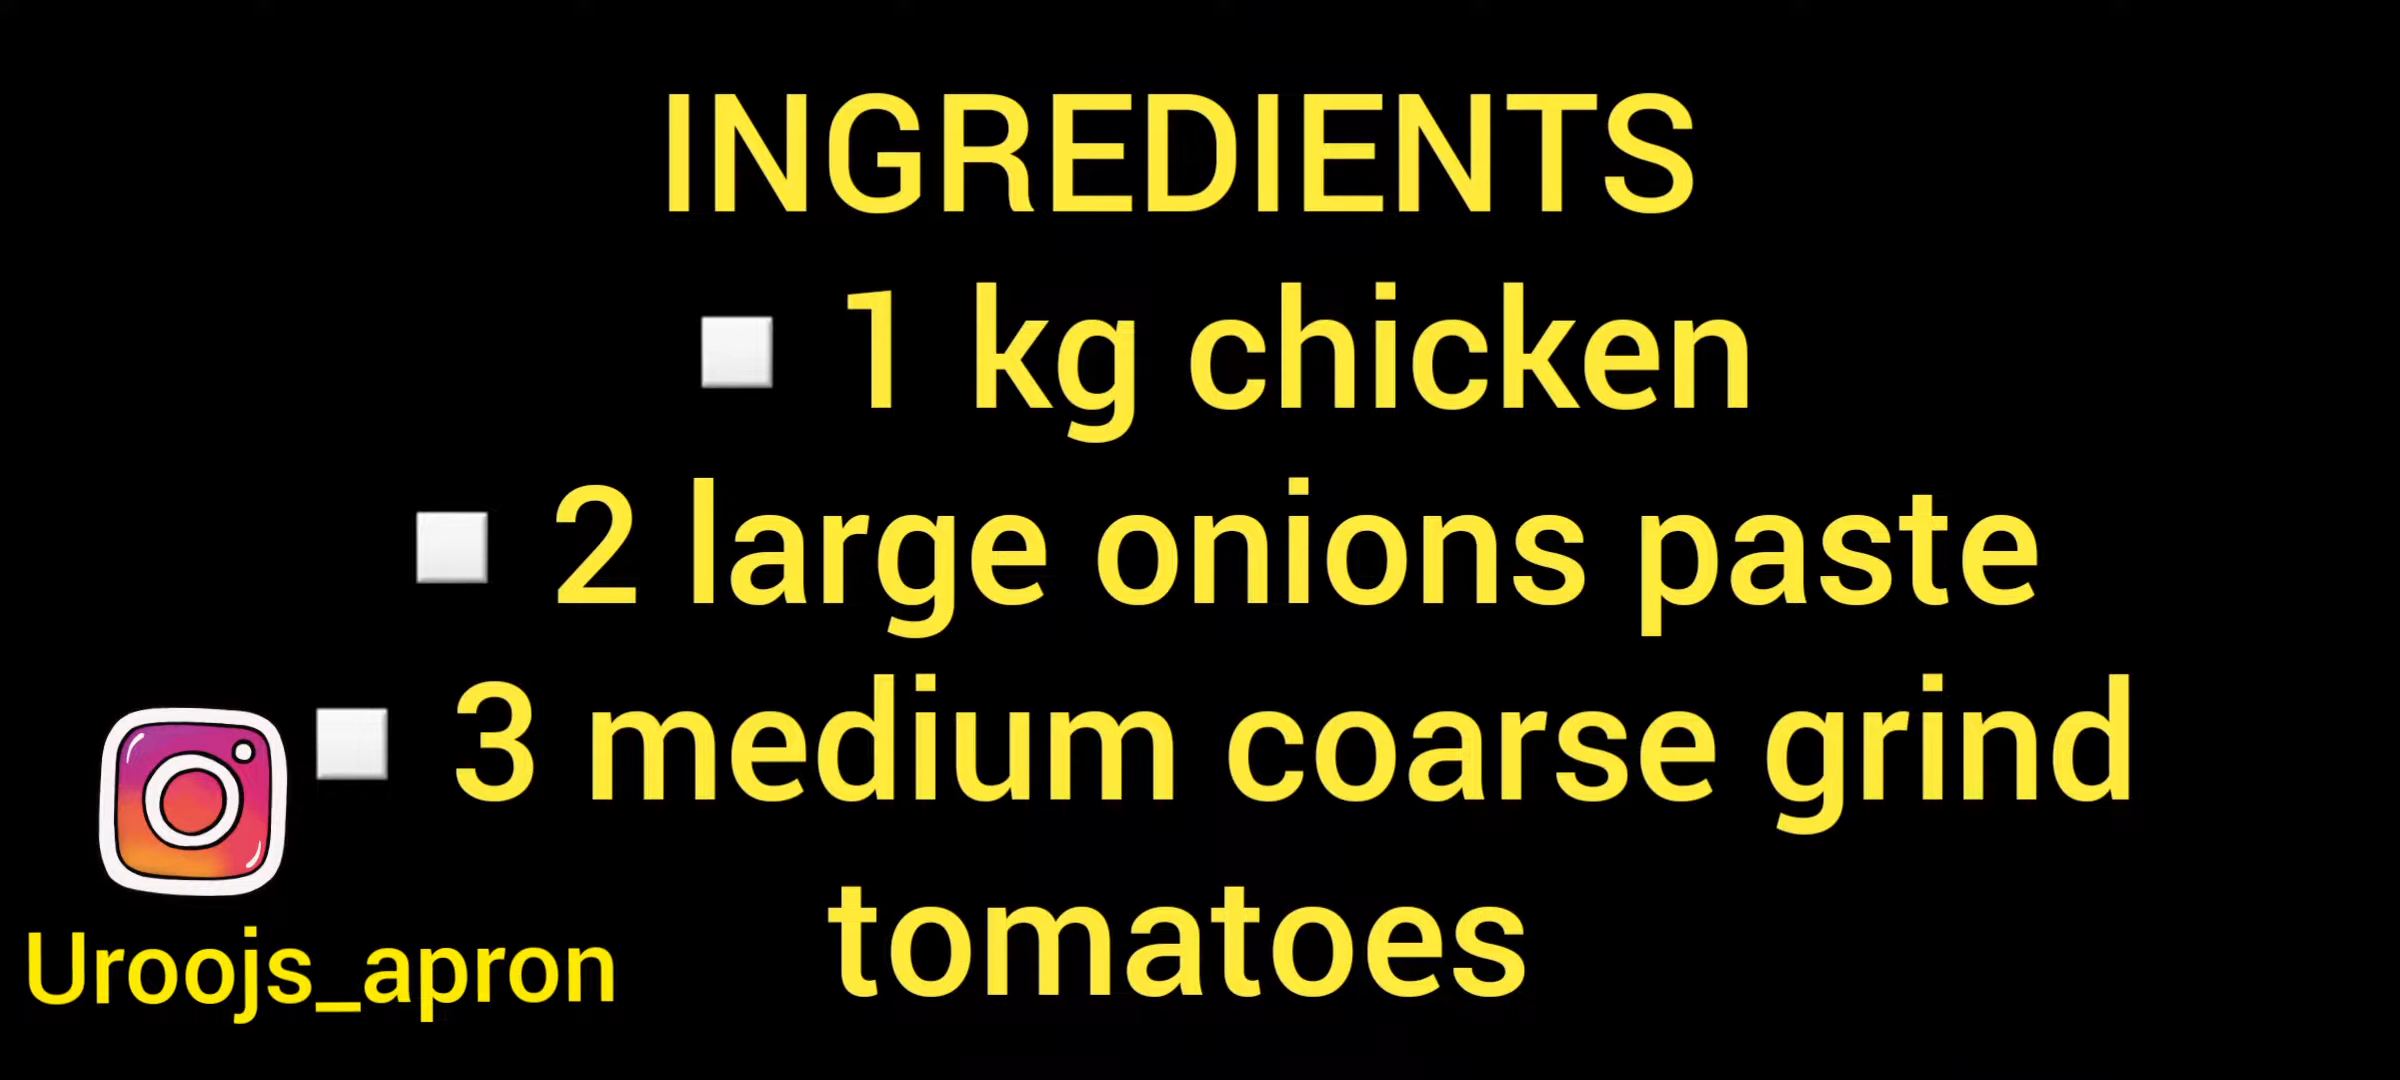 INGREDIENTS
▫️ 1 kg chicken
▫️ 2 large onions paste
▫️ 3 medium coarse grind
tomatoes
Uroojs_apron